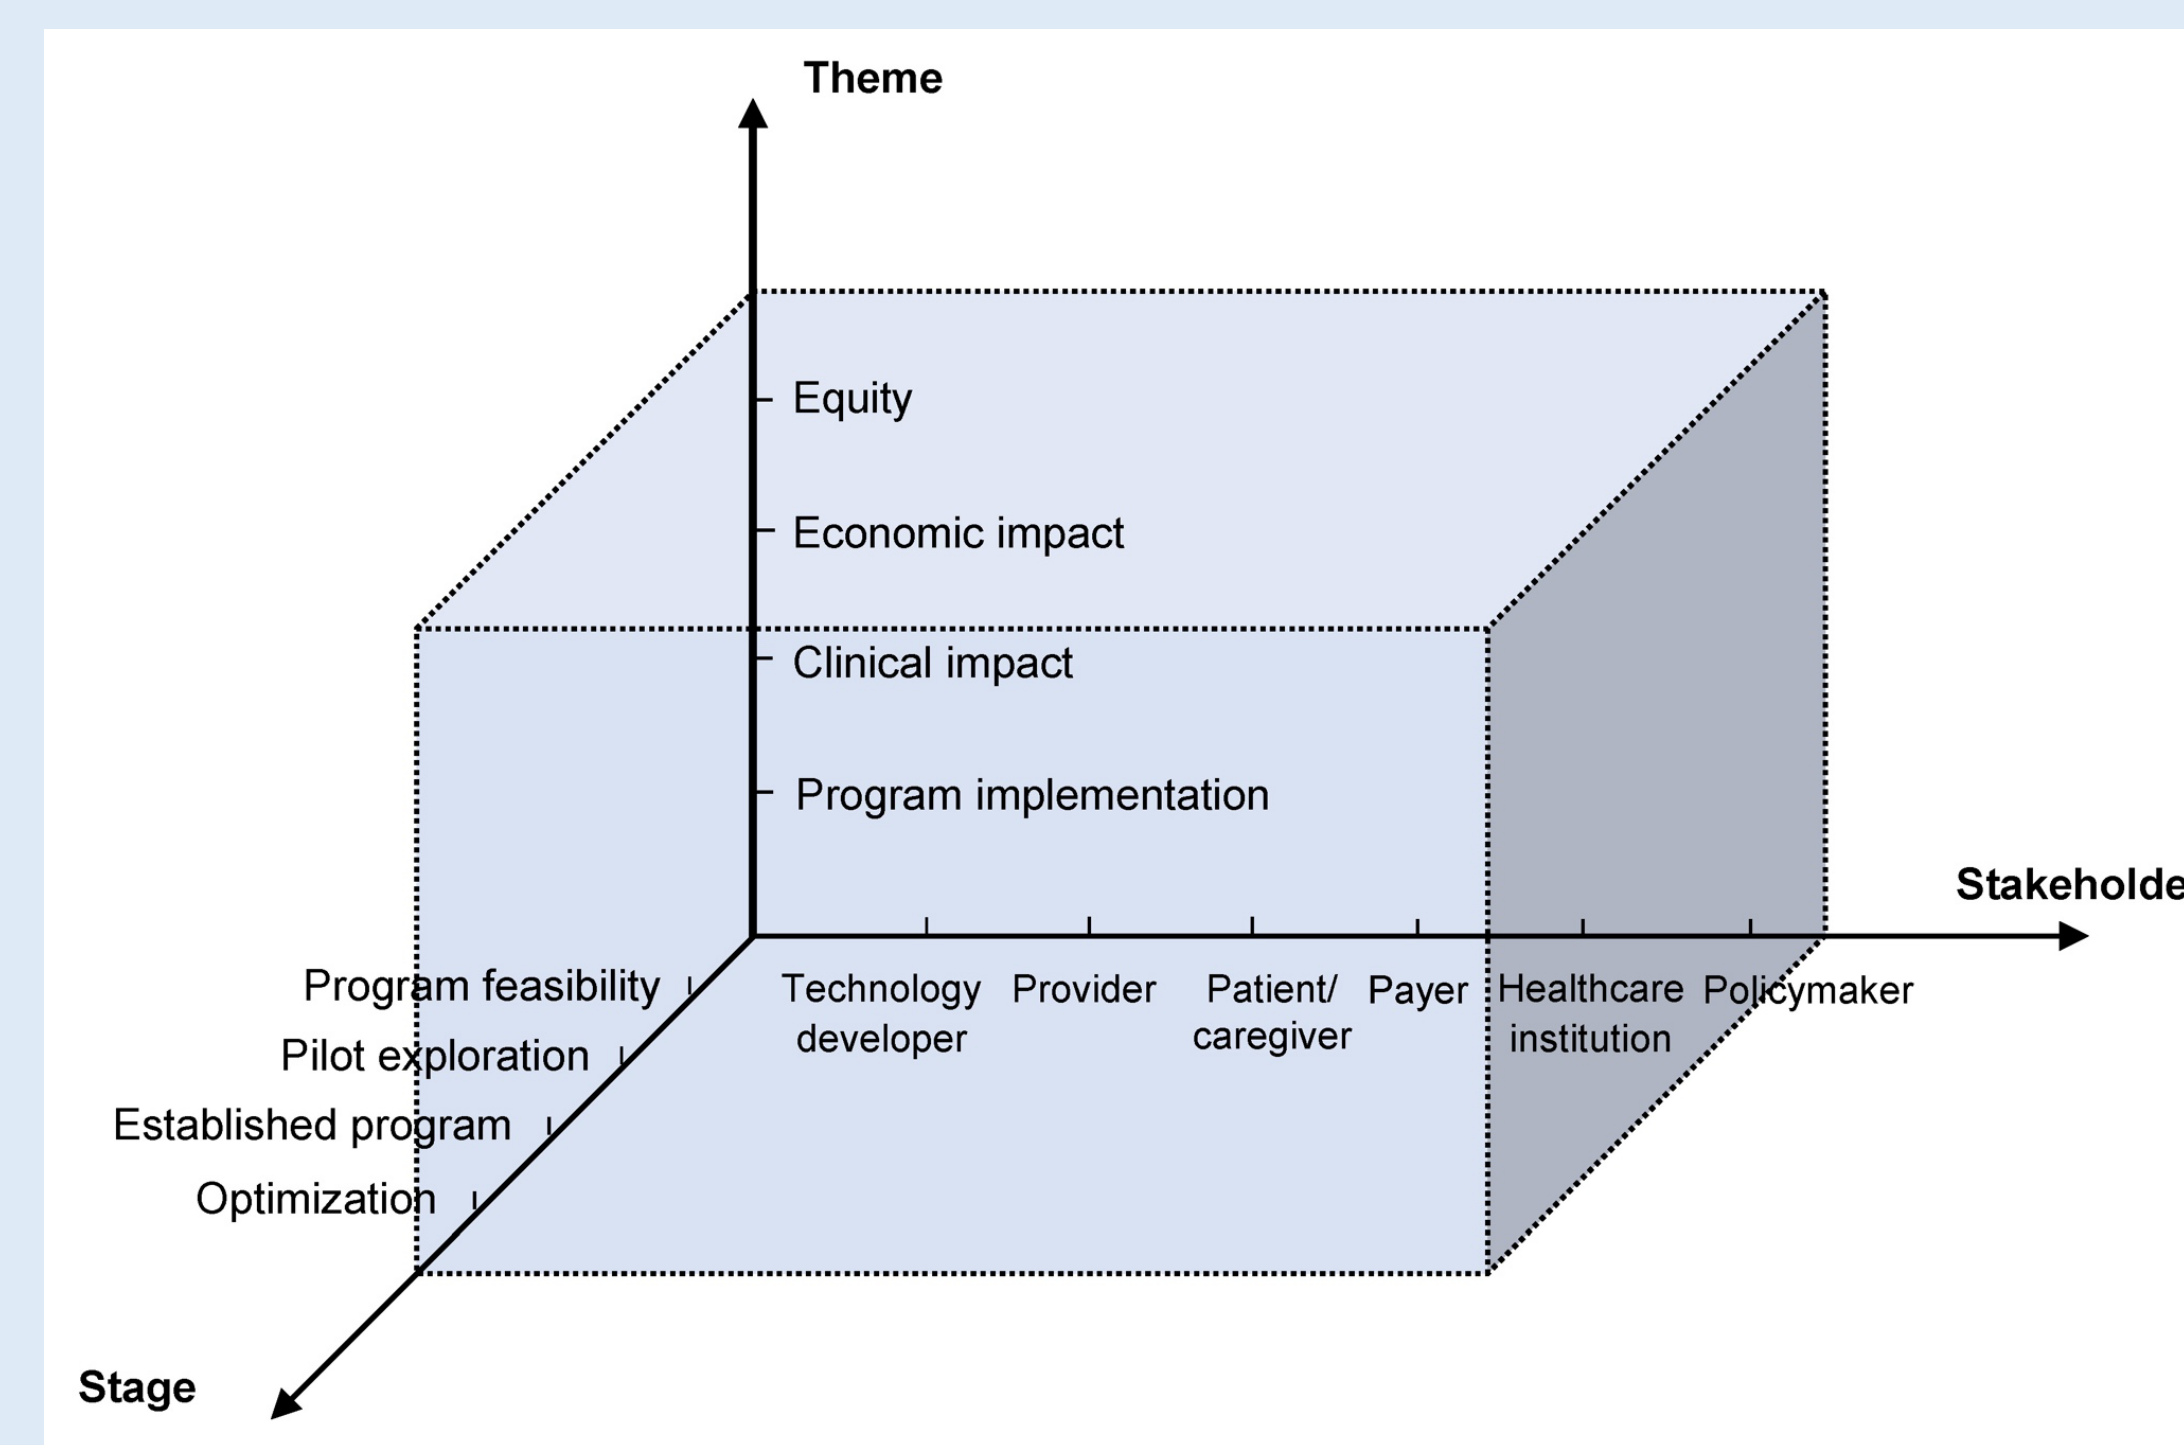 Theme
Equity
Economic impact
Clinical impact
Program implementation
Stakeholde
Program feasibility
Pilot exploration
Established program
Optimization
Technology
developer
Provider
Patient/
caregiver
Payer
Healthcare
institution
Policymaker
Stage